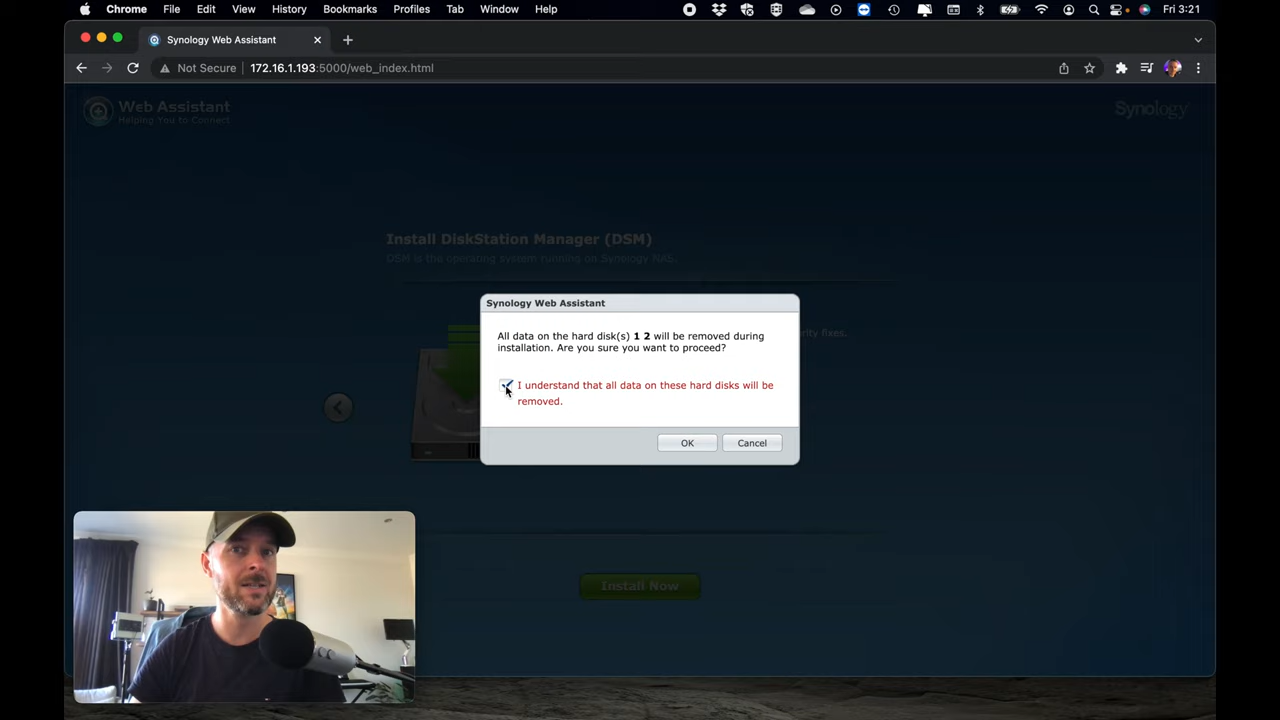 Chrome File Edit View History Bookmarks Profiles Tab Window Help Fri 3:21
Synology Web Assistant
Not Secure 172.16.1.193:5000/web_index.html
Web Assistant
Helping You to Connect
Synology
Install DiskStation Manager (DSM)
DSM is the operating system running on Synology NAS.
Synology Web Assistant
All data on the hard disk(s) 1 2 will be removed during
installation. Are you sure you want to proceed?
I understand that all data on these hard disks will be
removed.
OK Cancel
Install Now